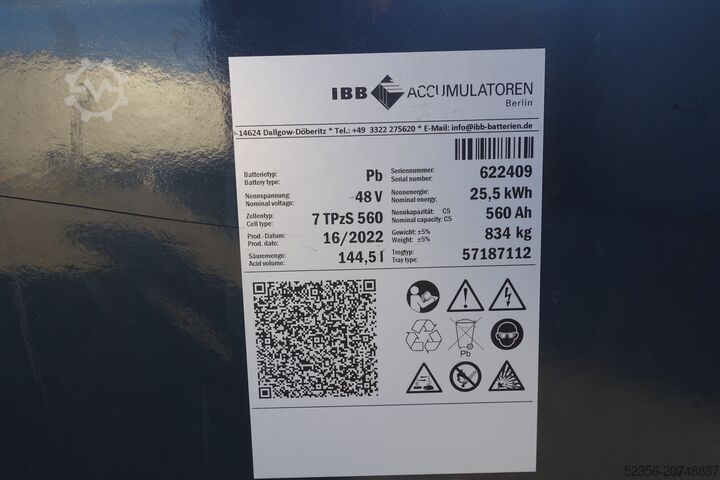 IBB ACCUMULATOREN
Berlin
14624 Dallgow-Döberitz * Tel.: +49 3322 275620 * E-Mail: info@ibb-batterien.de
Batterietyp: Pb Seriennummer: 622409
Battery type: Serial number:
Nennspannung: 48 V Nennenergie: 25,5 kWh
Nominal voltage: Nominal energy:
Zellentyp: 7 TPzS 560 Nennkapazität: C5 560 Ah
Cell type: Nominal capacity: C5
Prod.-Datum: 16/2022 Gewicht: ±5% 834 kg
Prod. date: Weight: ±5%
Säuremenge: 144,5 l Trogtyp: 57187112
Acid volume: Tray type:
Pb
52356-20748887